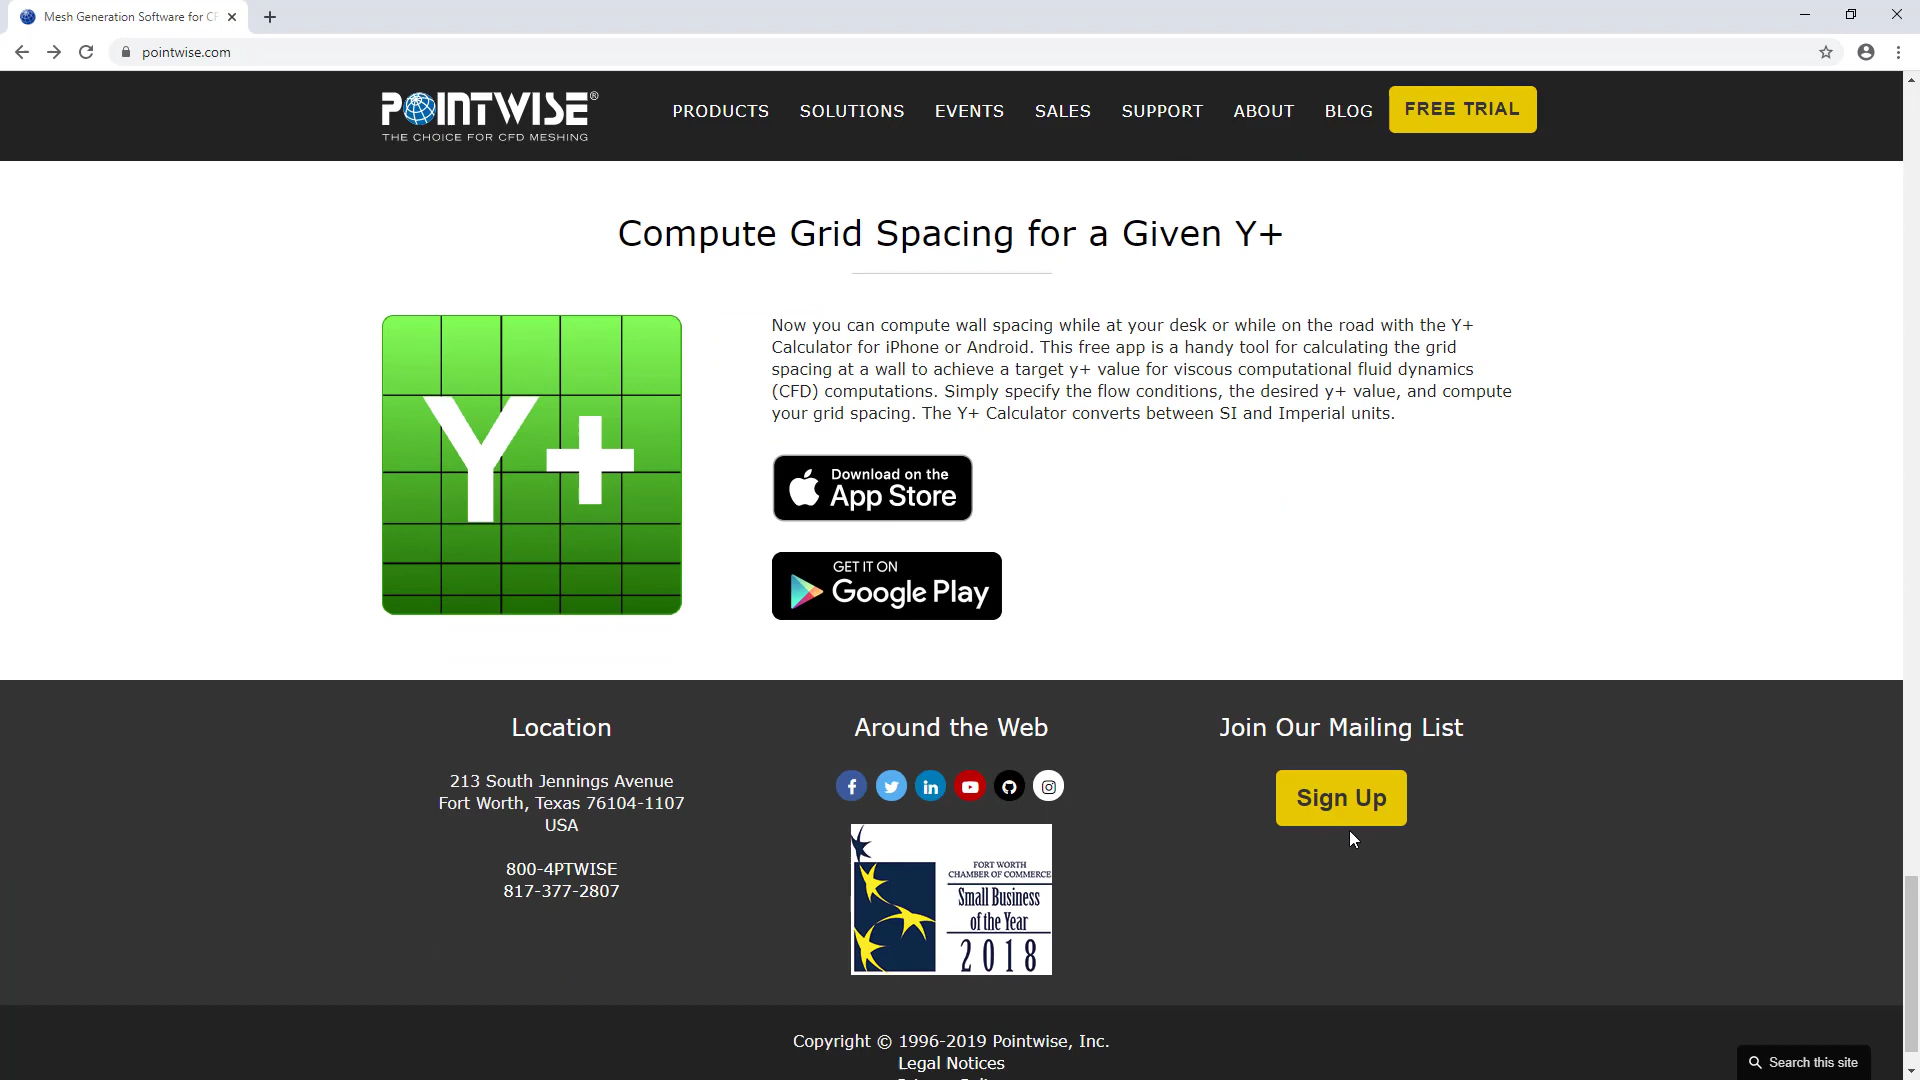 Mesh Generation Software for CF
pointwise.com
POINTWISE®
THE CHOICE FOR CFD MESHING
PRODUCTS SOLUTIONS EVENTS SALES SUPPORT ABOUT BLOG FREE TRIAL
Compute Grid Spacing for a Given Y+
Y+
Now you can compute wall spacing while at your desk or while on the road with the Y+
Calculator for iPhone or Android. This free app is a handy tool for calculating the grid
spacing at a wall to achieve a target y+ value for viscous computational fluid dynamics
(CFD) computations. Simply specify the flow conditions, the desired y+ value, and compute
your grid spacing. The Y+ Calculator converts between SI and Imperial units.
Download on the
App Store
GET IT ON
Google Play
Location
213 South Jennings Avenue
Fort Worth, Texas 76104-1107
USA
800-4PTWISE
817-377-2807
Around the Web
FORT WORTH
CHAMBER OF COMMERCE
Small Business
of the Year
2018
Join Our Mailing List
Sign Up
Copyright © 1996-2019 Pointwise, Inc.
Legal Notices
Search this site